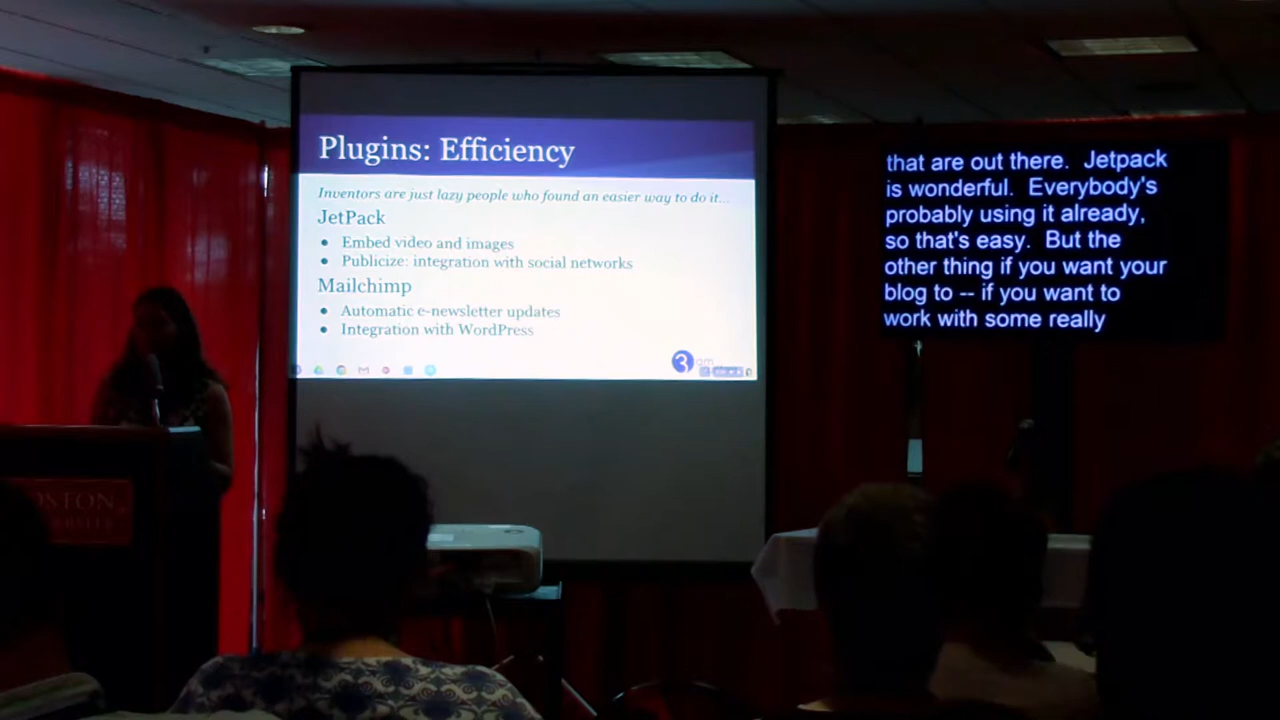 Plugins: Efficiency
Inventors are just lazy people who found an easier way to do it...
JetPack
● Embed video and images
● Publicize: integration with social networks
Mailchimp
● Automatic e-newsletter updates
● Integration with WordPress
3
that are out there. Jetpack
is wonderful. Everybody's
probably using it already,
so that's easy. But the
other thing if you want your
blog to -- if you want to
work with some really